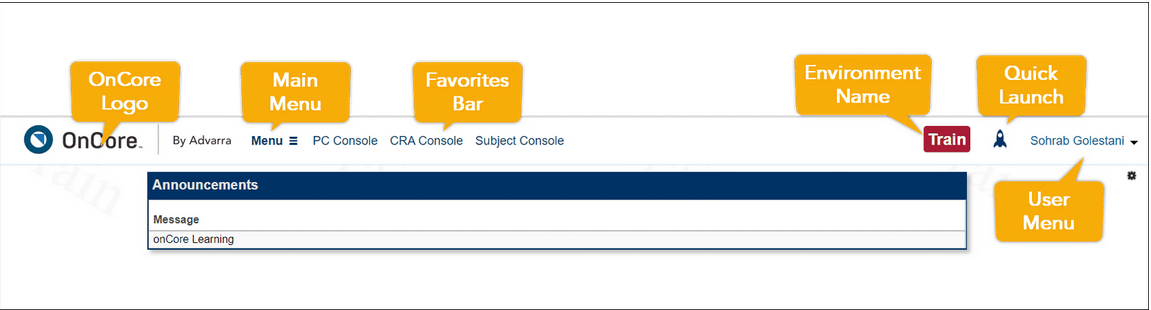 OnCore
Logo
Main
Menu
Favorites
Bar
Environment
Name
Quick
Launch
OnCore
By Advarra
Menu
PC Console
CRA Console
Subject Console
Train
Sohrab Golestani
Train
Announcements
User
Menu
Message
onCore Learning